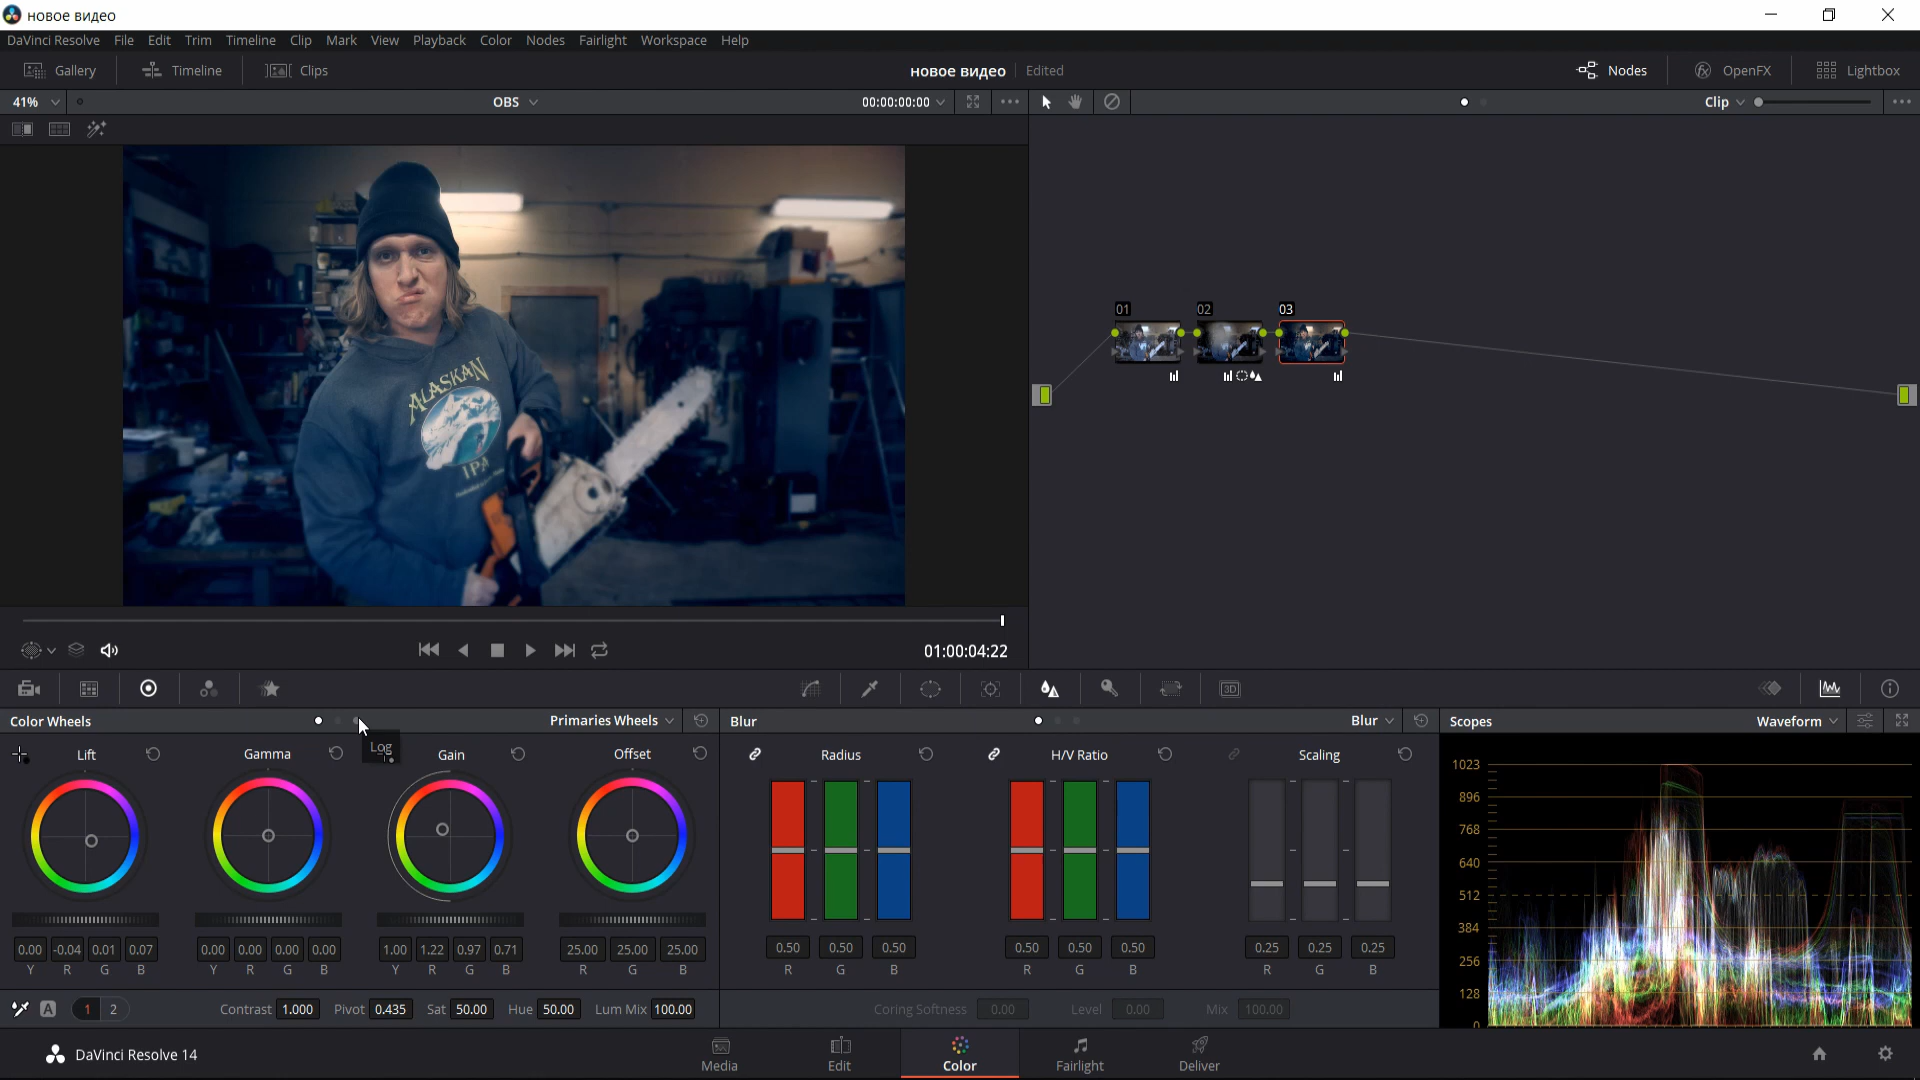 новое видео
DaVinci Resolve File Edit Trim Timeline Clip Mark View Playback Color Nodes Fairlight Workspace Help
Gallery Timeline Clips новое видео Edited Nodes OpenFX Lightbox
41% OBS 00:00:00:00 Clip
01 02 03
ALASKAN
IPA
01:00:04:22
3D
Color Wheels Primaries Wheels Blur Blur Scopes Waveform
Log
Lift Gamma Gain Offset Radius H/V Ratio Scaling
1023
896
768
640
512
384
256
128
0
0.00 -0.04 0.01 0.07 0.00 0.00 0.00 0.00 1.00 1.22 0.97 0.71 25.00 25.00 25.00 0.50 0.50 0.50 0.50 0.50 0.50 0.25 0.25 0.25
Y R G B Y R G B Y R G B R G B R G B R G B R G B
A 1 2 Contrast 1.000 Pivot 0.435 Sat 50.00 Hue 50.00 Lum Mix 100.00 Coring Softness 0.00 Level 0.00 Mix 100.00
DaVinci Resolve 14 Media Edit Color Fairlight Deliver